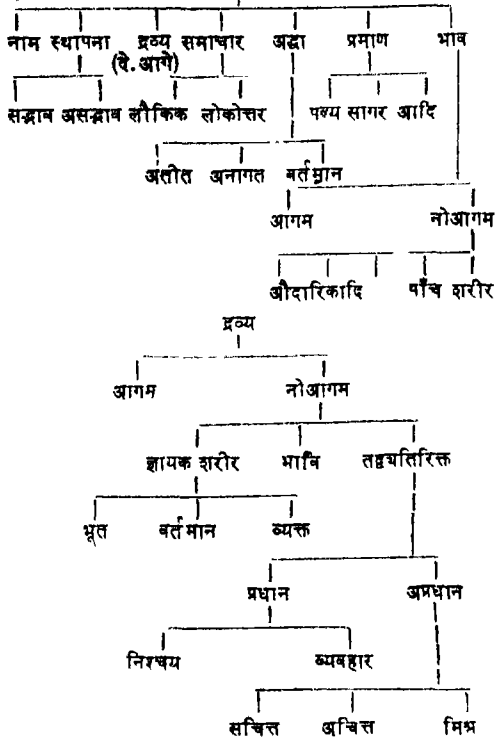 नाम स्थापना द्रव्य समाचार अद्धा प्रमाण भाव
(दे.आगे)
सद्भाव असद्भाव लौकिक लोकोत्तर पल्य सागर आदि
अतीत अनागत वर्तमान
आगम नोआगम
औदारिकादि पाँच शरीर
द्रव्य
आगम नोआगम
ज्ञायक शरीर भावि तद्वयतिरिक्त
भूत वर्तमान व्यक्त
प्रधान अप्रधान
निश्चय व्यवहार
सचित्त अचित्त मिश्र